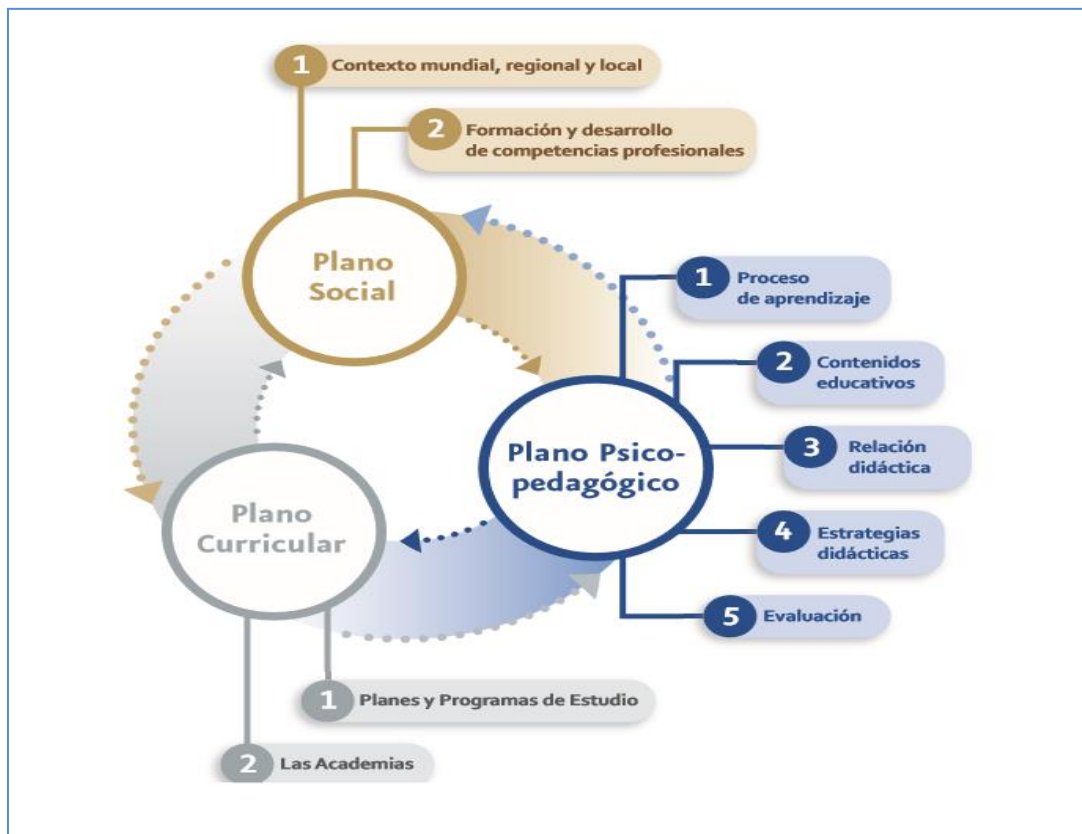 1 Contexto mundial, regional y local
2 Formación y desarrollo
de competencias profesionales
Plano
Social
1 Proceso
de aprendizaje
2 Contenidos
educativos
3 Relación
didáctica
4 Estrategias
didácticas
5 Evaluación
Plano Psico-
pedagógico
Plano
Curricular
1 Planes y Programas de Estudio
2 Las Academias